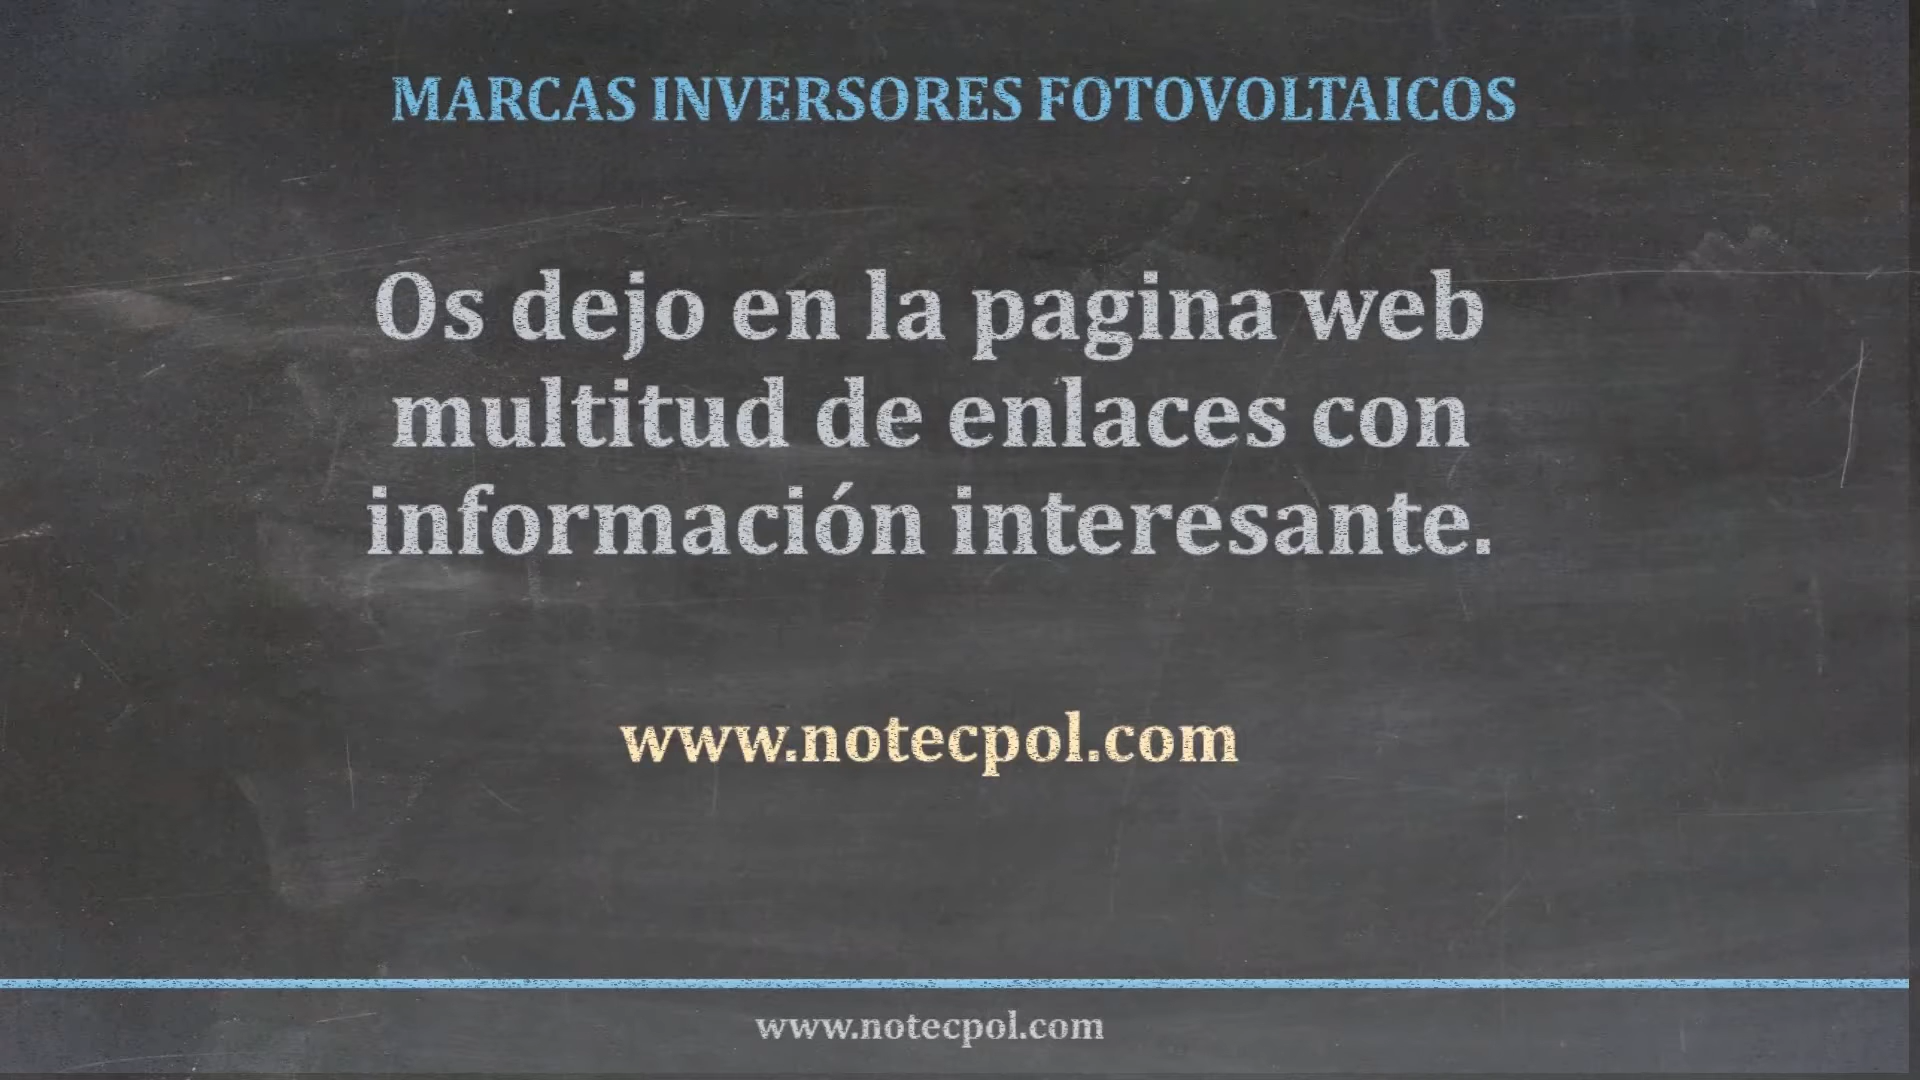 MARCAS INVERSORES FOTOVOLTAICOS
Os dejo en la pagina web
multitud de enlaces con
información interesante.
www.notecpol.com
www.notecpol.com